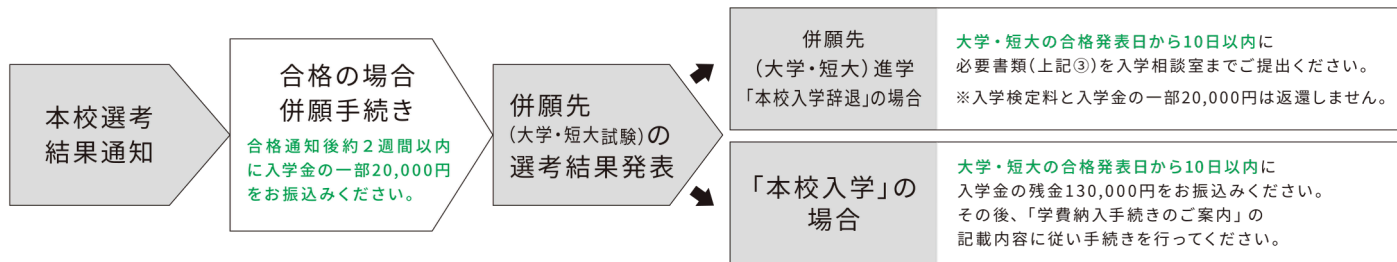 本校選考
結果通知
合格の場合
併願手続き
合格通知後約2週間以内
に入学金の一部20,000円
をお振込みください。
併願先
(大学・短大試験)の
選考結果発表
併願先
(大学・短大)進学
「本校入学辞退」の場合
大学・短大の合格発表日から10日以内に
必要書類(上記③)を入学相談室までご提出ください。
※入学検定料と入学金の一部20,000円は返還しません。
「本校入学」の
場合
大学・短大の合格発表日から10日以内に
入学金の残金130,000円をお振込みください。
その後、「学費納入手続きのご案内」の
記載内容に従い手続きを行ってください。